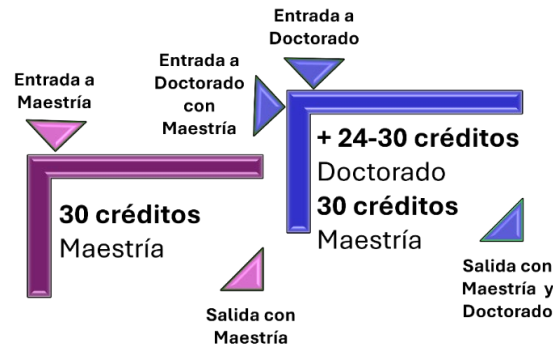 Entrada a
Maestría
30 créditos
Maestría
Salida con
Maestría
Entrada a
Doctorado
con
Maestría
Entrada a
Doctorado
+ 24-30 créditos
Doctorado
30 créditos
Maestría
Salida con
Maestría y
Doctorado